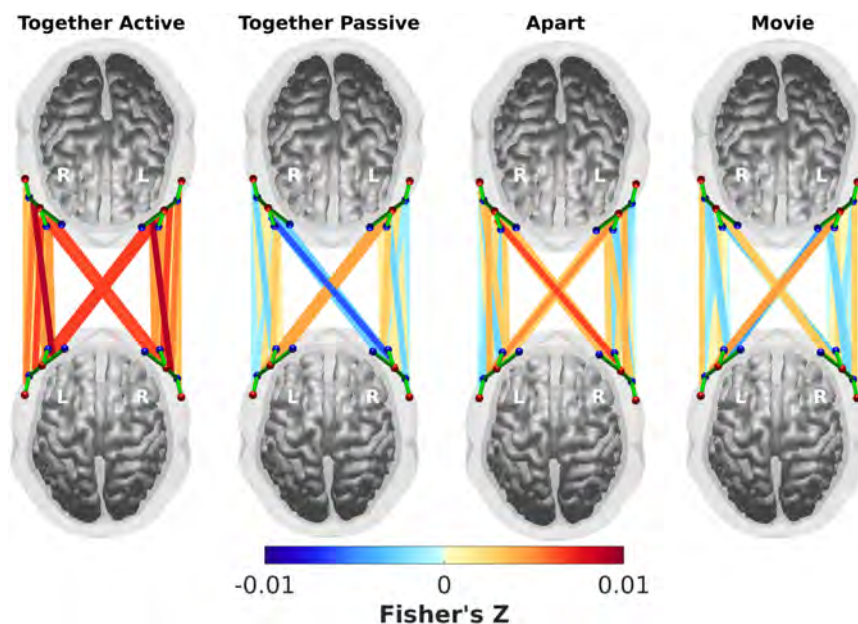 Together Active Together Passive Apart Movie
R L R L R L R L
L R L R L R L R
-0.01 0 0.01
Fisher's Z